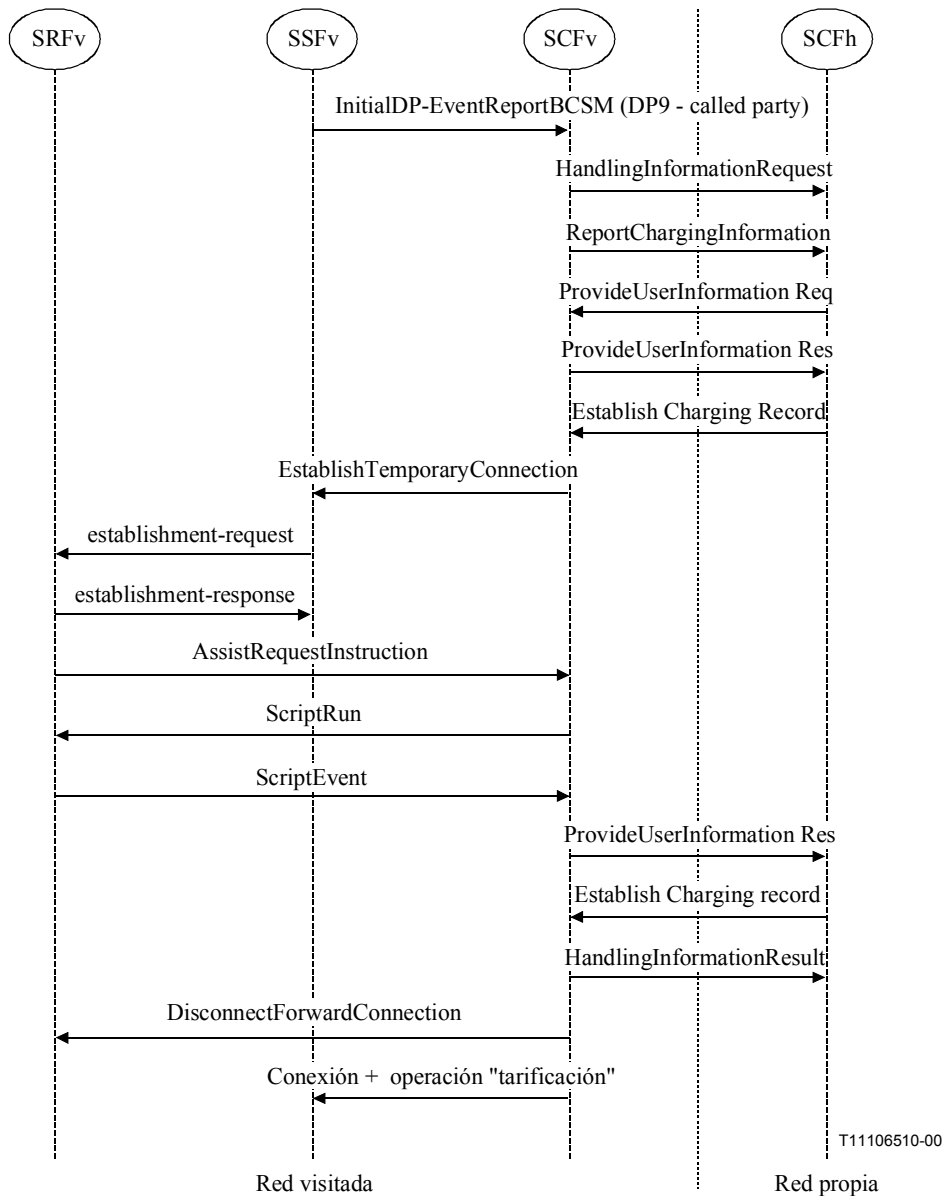 SRFv SSFv SCFv SCFh
InitialDP-EventReportBCSM (DP9 - called party)
HandlingInformationRequest
ReportChargingInformation
ProvideUserInformation Req
ProvideUserInformation Res
Establish Charging Record
EstablishTemporaryConnection
establishment-request
establishment-response
AssistRequestInstruction
ScriptRun
ScriptEvent
ProvideUserInformation Res
Establish Charging record
HandlingInformationResult
DisconnectForwardConnection
Conexión + operación "tarificación"
T11106510-00
Red visitada Red propia